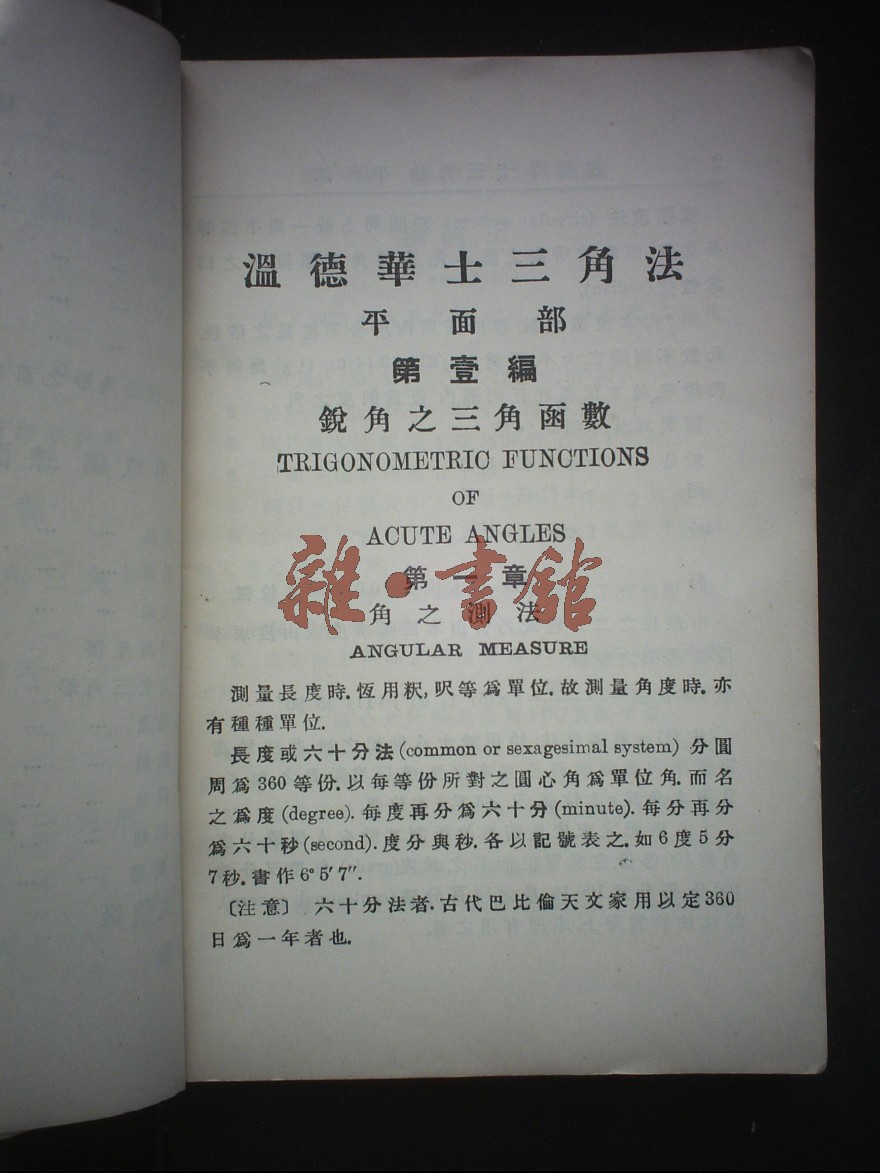 溫德華士三角法
平面部
第壹編
銳角之三角函數
TRIGONOMETRIC FUNCTIONS
OF
ACUTE ANGLES
第一章
雜·書館
角之測法
ANGULAR MEASURE
測量長度時.恆用釈,呎等爲單位.故測量角度時.亦
有種種單位.
長度或六十分法(common or sexagesimal system) 分圓
周爲360等份.以每等份所對之圓心角爲單位角.而名
之爲度(degree).每度再分爲六十分(minute).每分再分
爲六十秒(second).度分與秒.各以記號表之.如6度5分
7秒.書作6° 5′ 7″.
〔注意〕 六十分法者.古代巴比倫天文家用以定360
日爲一年者也.